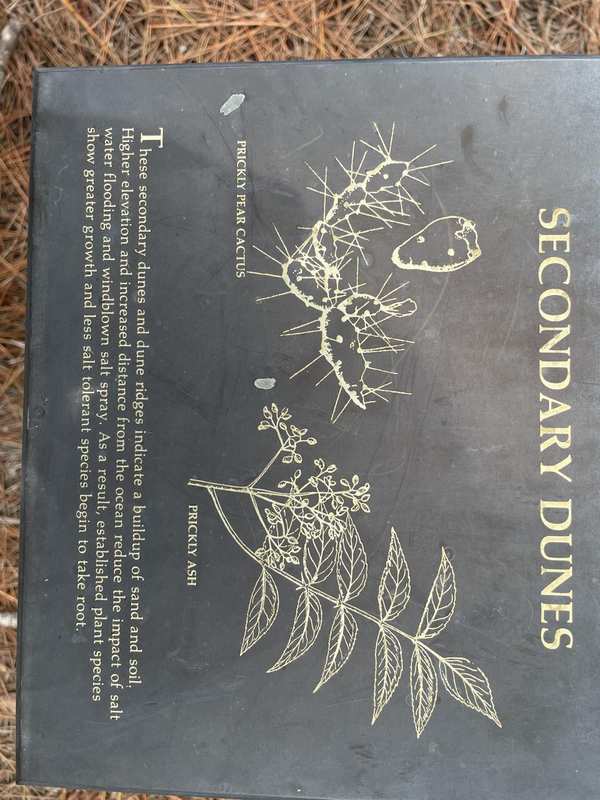 SECONDARY DUNES
PRICKLY PEAR CACTUS
PRICKLY ASH
These secondary dunes and dune ridges indicate a buildup of sand and soil.
Higher elevation and increased distance from the ocean reduce the impact of salt
water flooding and windblown salt spray. As a result, established plant species
show greater growth and less salt tolerant species begin to take root.